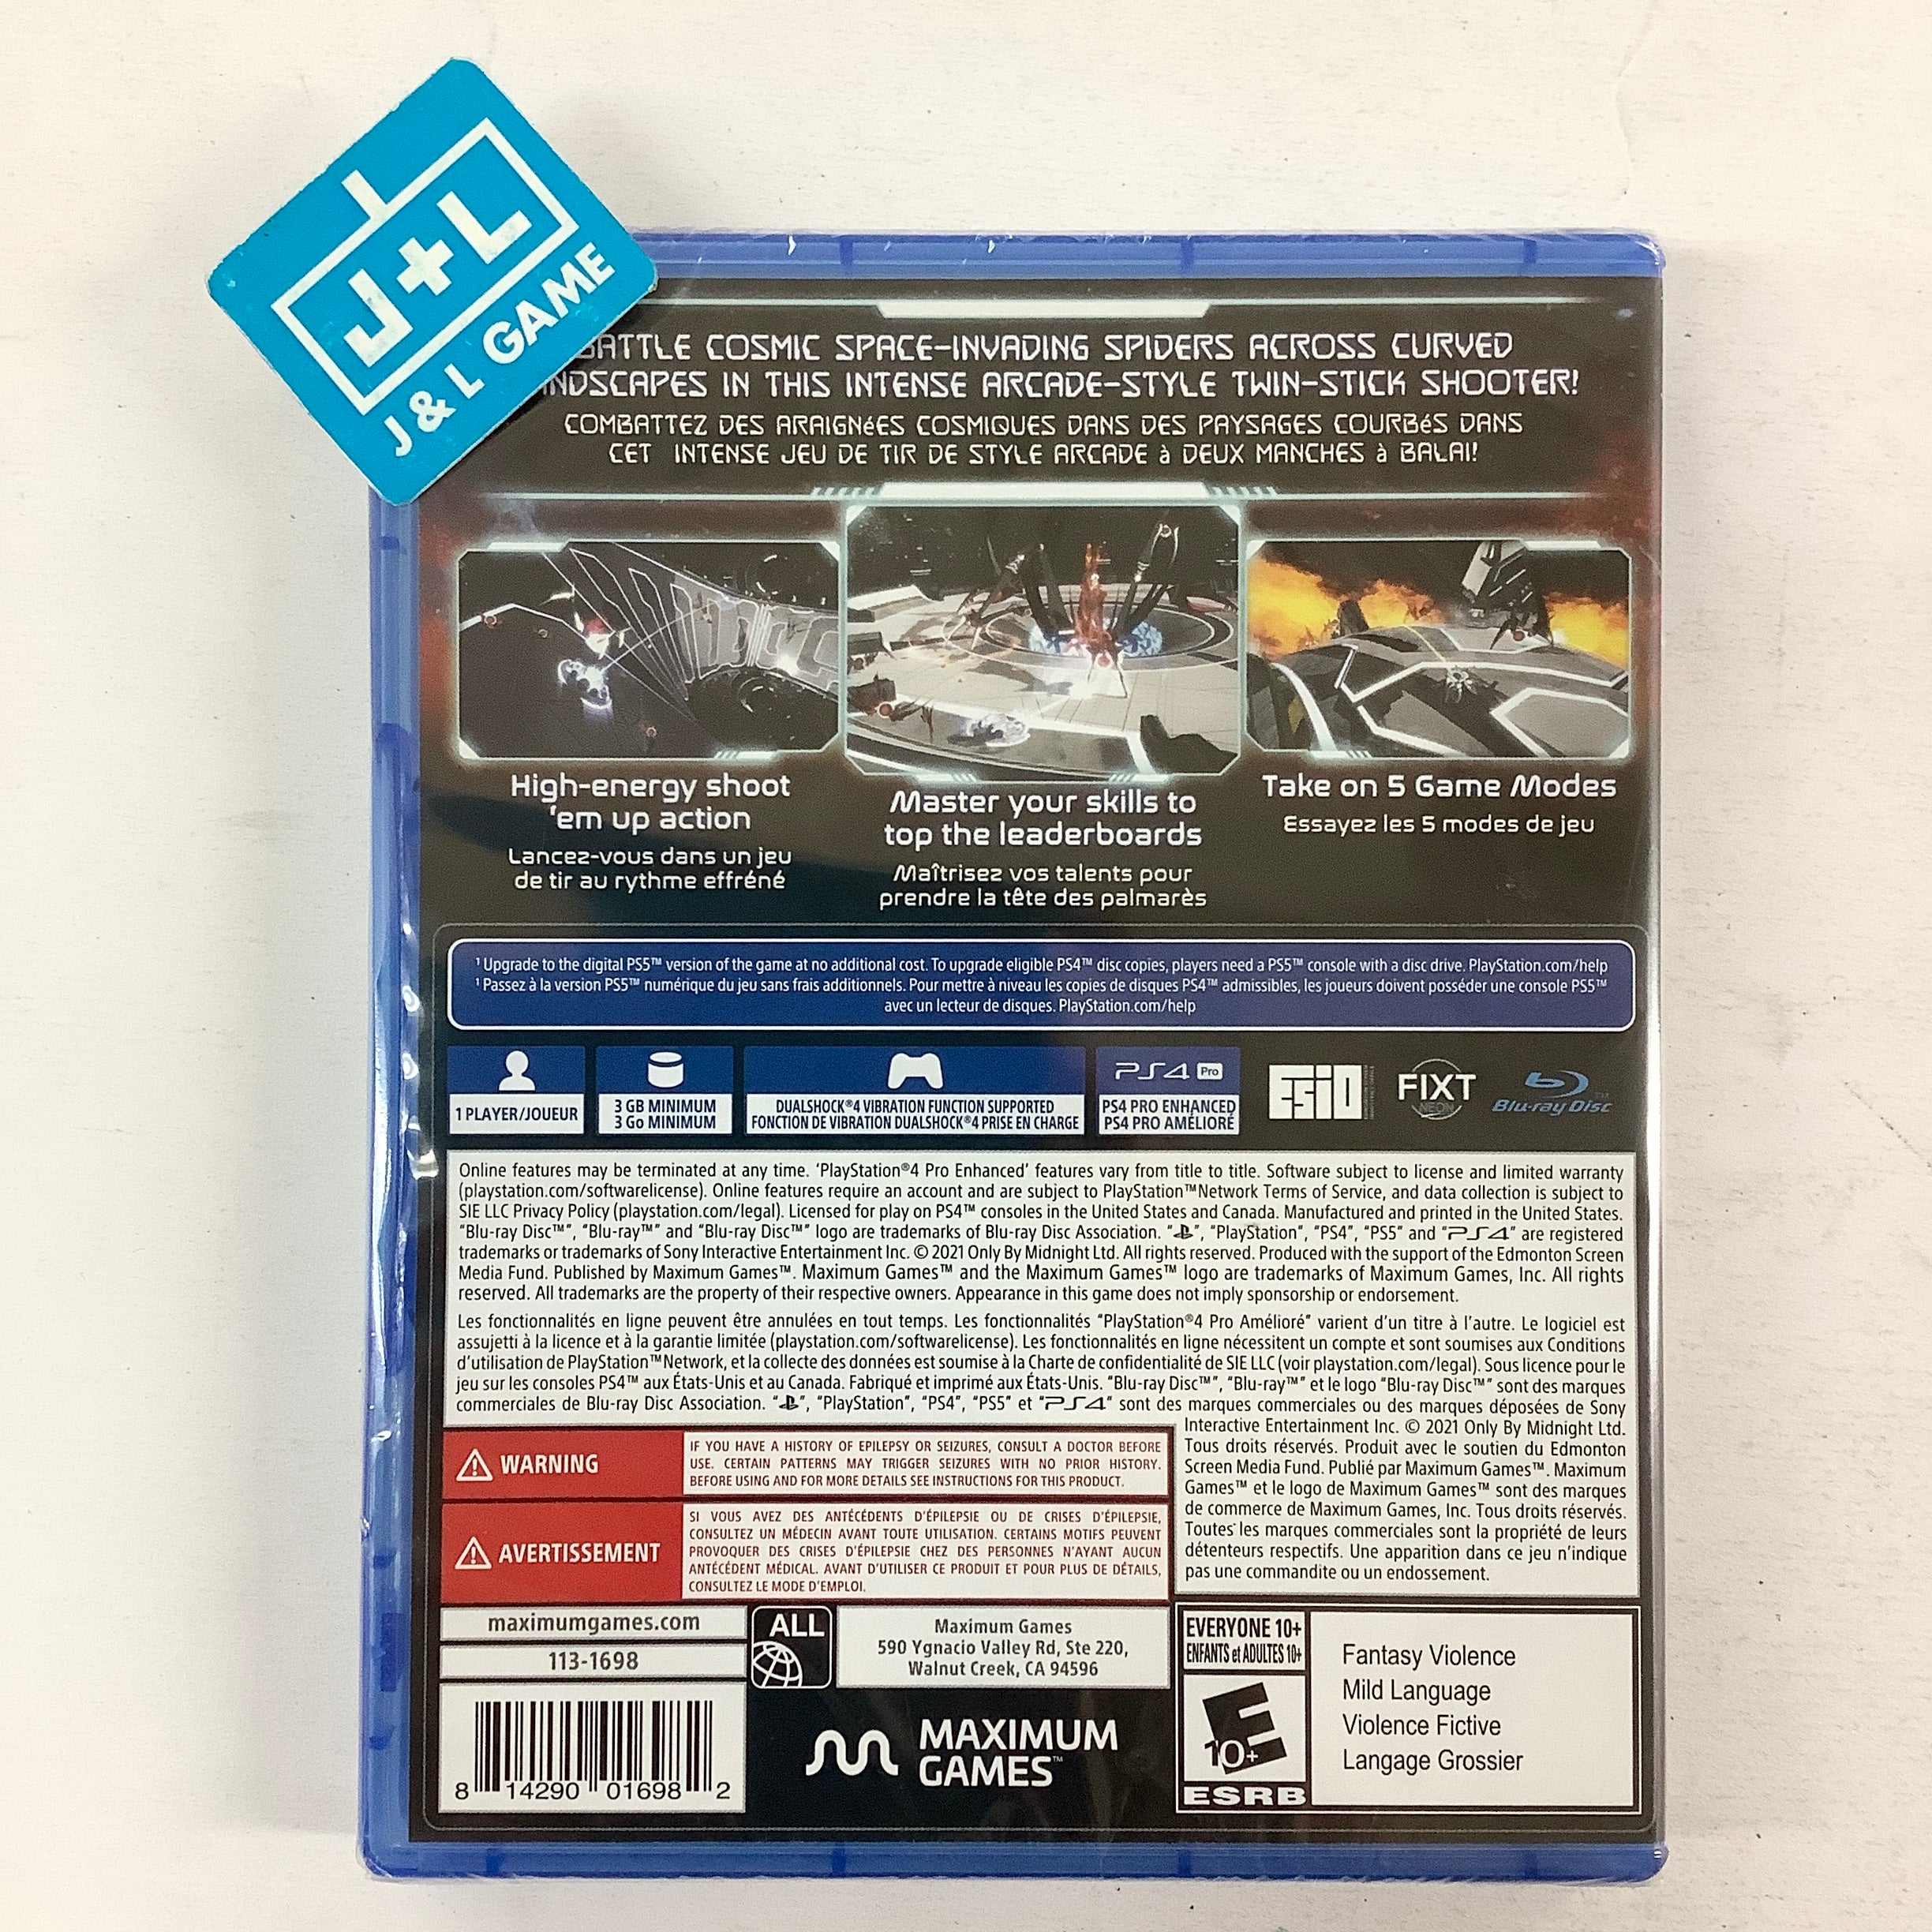 J+L
J & L GAME
BATTLE COSMIC SPACE-INVADING SPIDERS ACROSS CURVED
NDSCAPES IN THIS INTENSE ARCADE-STYLE TWIN-STICK SHOOTER!
COMBATTEZ DES ARAIGNéES COSMIQUES DANS DES PAYSAGES COURBéS DANS
CET INTENSE JEU DE TIR DE STYLE ARCADE à DEUX MANCHES à BALAI!
High-energy shoot
'em up action
Lancez-vous dans un jeu
de tir au rythme effréné
Master your skills to
top the leaderboards
Maîtrisez vos talents pour
prendre la tête des palmarès
Take on 5 Game Modes
Essayez les 5 modes de jeu
¹ Upgrade to the digital PS5™ version of the game at no additional cost. To upgrade eligible PS4™ disc copies, players need a PS5™ console with a disc drive. PlayStation.com/help
¹ Passez à la version PS5™ numérique du jeu sans frais additionnels. Pour mettre à niveau les copies de disques PS4™ admissibles, les joueurs doivent posséder une console PS5™
avec un lecteur de disques. PlayStation.com/help
1 PLAYER/JOUEUR
3 GB MINIMUM
3 Go MINIMUM
DUALSHOCK®4 VIBRATION FUNCTION SUPPORTED
FONCTION DE VIBRATION DUALSHOCK®4 PRISE EN CHARGE
PS4 Pro
PS4 PRO ENHANCED
PS4 PRO AMÉLIORÉ
ESIO
FIXT
NEON
Blu-ray Disc
Online features may be terminated at any time. 'PlayStation®4 Pro Enhanced' features vary from title to title. Software subject to license and limited warranty
(playstation.com/softwarelicense). Online features require an account and are subject to PlayStation™Network Terms of Service, and data collection is subject to
SIE LLC Privacy Policy (playstation.com/legal). Licensed for play on PS4™ consoles in the United States and Canada. Manufactured and printed in the United States.
"Blu-ray Disc™", "Blu-ray™" and "Blu-ray Disc™" logo are trademarks of Blu-ray Disc Association. "", "PlayStation", "PS4", "PS5" and "PS4" are registered
trademarks or trademarks of Sony Interactive Entertainment Inc. © 2021 Only By Midnight Ltd. All rights reserved. Produced with the support of the Edmonton Screen
Media Fund. Published by Maximum Games™. Maximum Games™ and the Maximum Games™ logo are trademarks of Maximum Games, Inc. All rights
reserved. All trademarks are the property of their respective owners. Appearance in this game does not imply sponsorship or endorsement.
Les fonctionnalités en ligne peuvent être annulées en tout temps. Les fonctionnalités "PlayStation®4 Pro Amélioré" varient d'un titre à l'autre. Le logiciel est
assujetti à la licence et à la garantie limitée (playstation.com/softwarelicense). Les fonctionnalités en ligne nécessitent un compte et sont soumises aux Conditions
d'utilisation de PlayStation™Network, et la collecte des données est soumise à la Charte de confidentialité de SIE LLC (voir playstation.com/legal). Sous licence pour le
jeu sur les consoles PS4™ aux États-Unis et au Canada. Fabriqué et imprimé aux États-Unis. "Blu-ray Disc™", "Blu-ray™" et le logo "Blu-ray Disc™" sont des marques
commerciales de Blu-ray Disc Association. "", "PlayStation", "PS4", "PS5" et "PS4" sont des marques commerciales ou des marques déposées de Sony
Interactive Entertainment Inc. © 2021 Only By Midnight Ltd.
Tous droits réservés. Produit avec le soutien du Edmonton
Screen Media Fund. Publié par Maximum Games™. Maximum
Games™ et le logo de Maximum Games™ sont des marques
de commerce de Maximum Games, Inc. Tous droits réservés.
Toutes les marques commerciales sont la propriété de leurs
détenteurs respectifs. Une apparition dans ce jeu n'indique
pas une commandite ou un endossement.
WARNING
IF YOU HAVE A HISTORY OF EPILEPSY OR SEIZURES, CONSULT A DOCTOR BEFORE
USE. CERTAIN PATTERNS MAY TRIGGER SEIZURES WITH NO PRIOR HISTORY.
BEFORE USING AND FOR MORE DETAILS SEE INSTRUCTIONS FOR THIS PRODUCT.
AVERTISSEMENT
SI VOUS AVEZ DES ANTÉCÉDENTS D'ÉPILEPSIE OU DE CRISES D'ÉPILEPSIE,
CONSULTEZ UN MÉDECIN AVANT TOUTE UTILISATION. CERTAINS MOTIFS PEUVENT
PROVOQUER DES CRISES D'ÉPILEPSIE CHEZ DES PERSONNES N'AYANT AUCUN
ANTÉCÉDENT MÉDICAL. AVANT D'UTILISER CE PRODUIT ET POUR PLUS DE DÉTAILS,
CONSULTEZ LE MODE D'EMPLOI.
maximumgames.com
113-1698
ALL
Maximum Games
590 Ygnacio Valley Rd, Ste 220,
Walnut Creek, CA 94596
8 14290 01698 2
MAXIMUM
GAMES™
EVERYONE 10+
ENFANTS et ADULTES 10+
E
10+
ESRB
Fantasy Violence
Mild Language
Violence Fictive
Langage Grossier